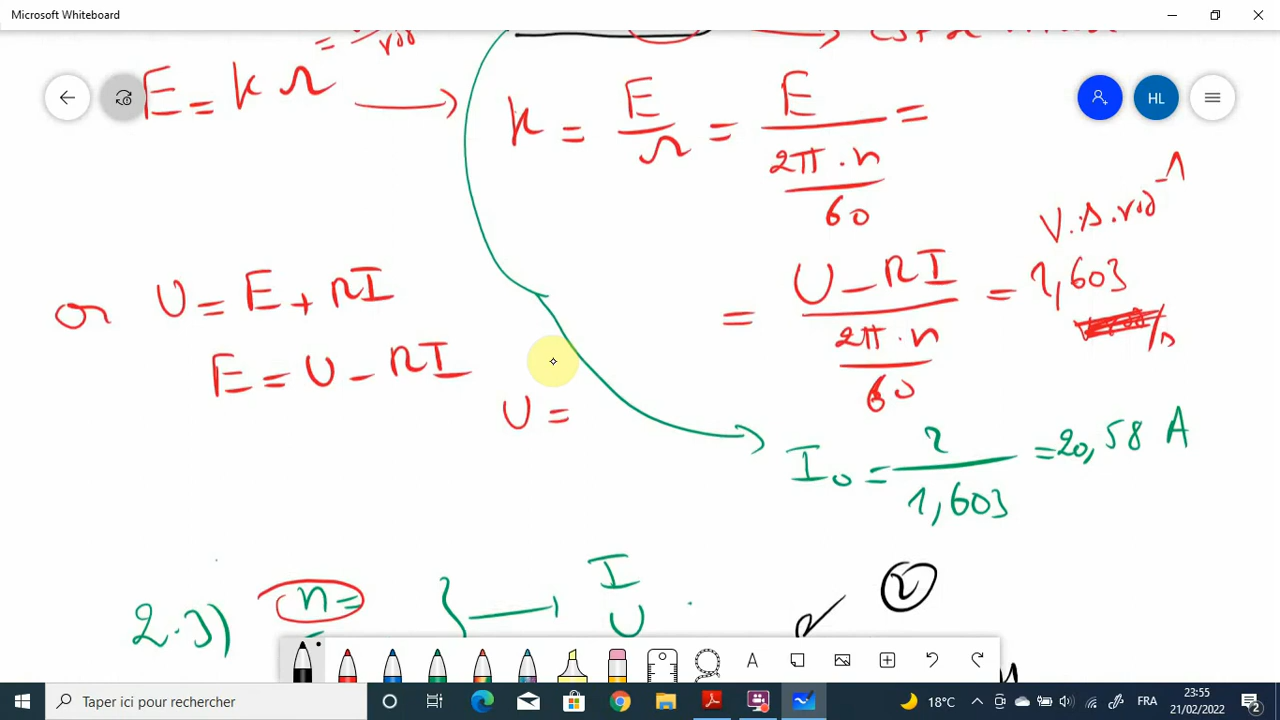 Microsoft Whiteboard
= rad
E = k Ω → k = E/Ω = E/(2π·n/60) =
HL
V.s.rad⁻¹
or U = E + RI
= (U – RI)/(2π·n/60) = 1,603
E = U – RI
/s
U =
I₀ = /1,603 = 20,58 A
2.3) n = } → I
U
A
Taper ici pour rechercher
18°C
FRA
23:55
21/02/2022
2